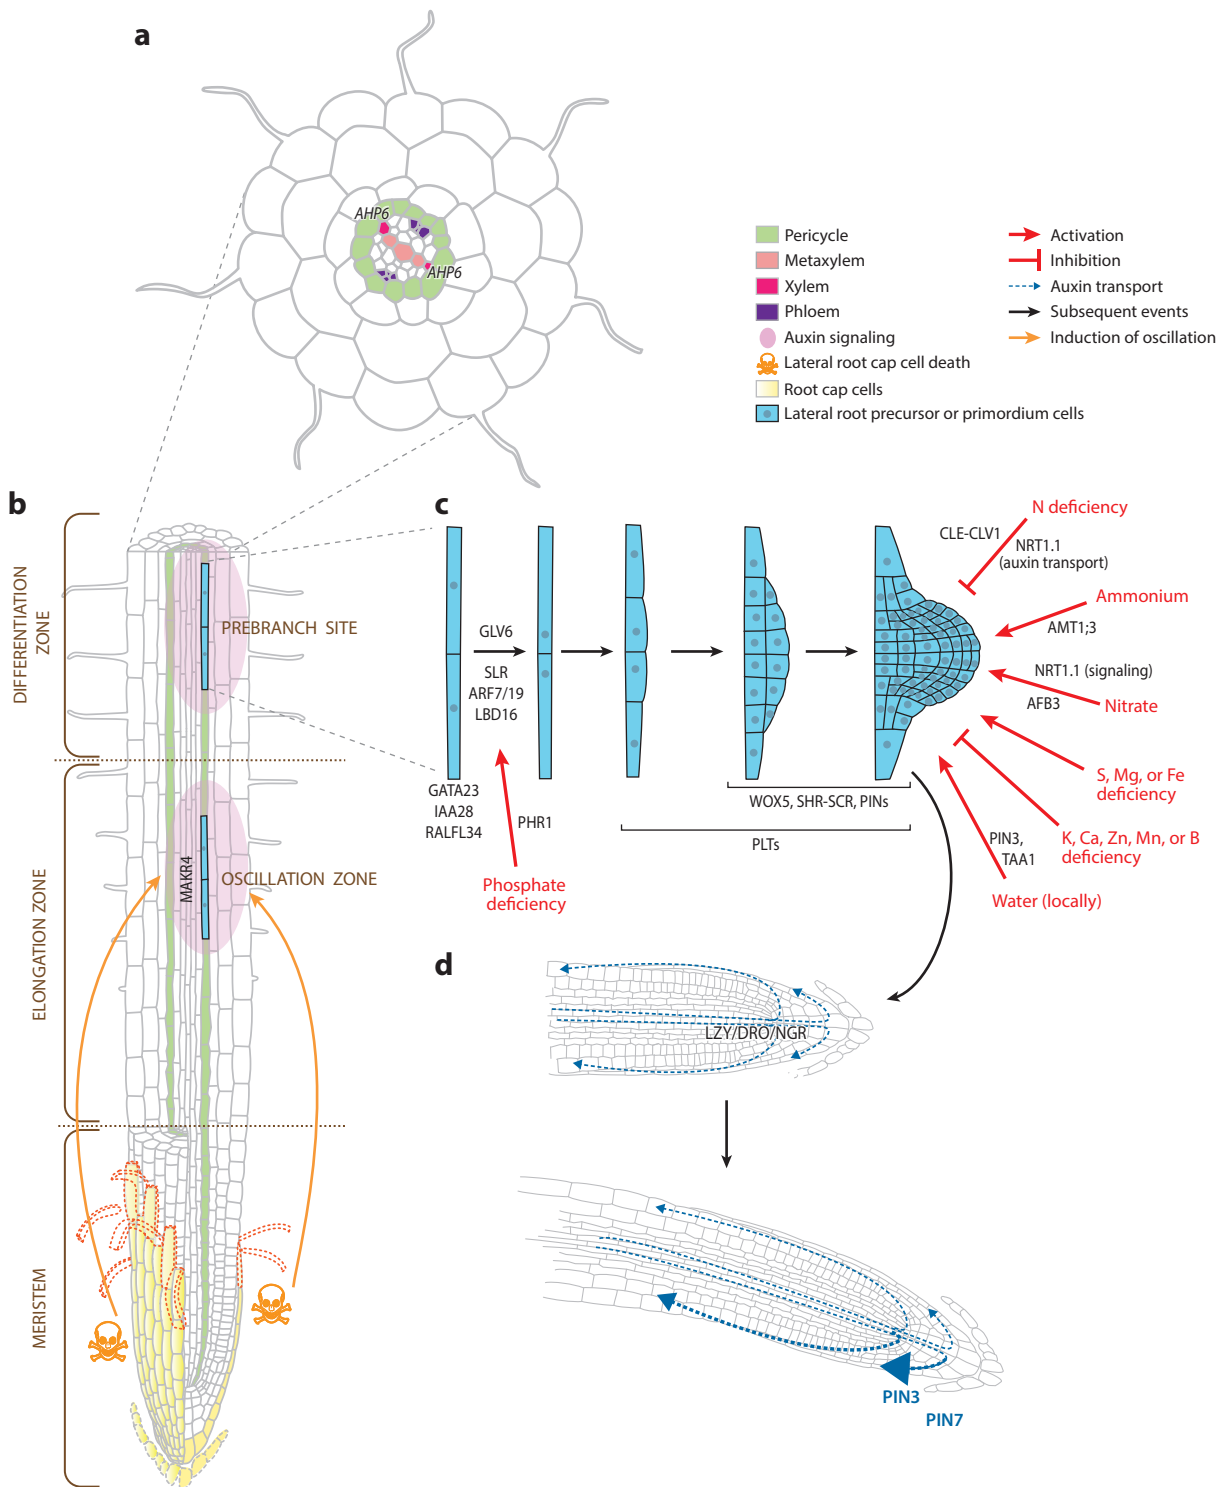 a
AHP6
AHP6
Pericycle
Metaxylem
Xylem
Phloem
Auxin signaling
Lateral root cap cell death
Root cap cells
Lateral root precursor or primordium cells
Activation
Inhibition
Auxin transport
Subsequent events
Induction of oscillation
b
DIFFERENTIATION
ZONE
ELONGATION ZONE
MERISTEM
PREBRANCH SITE
MAKR4
OSCILLATION ZONE
c
GLV6
SLR
ARF7/19
LBD16
GATA23
IAA28
RALFL34
PHR1
Phosphate
deficiency
WOX5, SHR-SCR, PINs
PLTs
N deficiency
CLE-CLV1
NRT1.1
(auxin transport)
Ammonium
AMT1;3
NRT1.1 (signaling)
AFB3
Nitrate
S, Mg, or Fe
deficiency
K, Ca, Zn, Mn, or B
deficiency
PIN3,
TAA1
Water (locally)
d
LZY/DRO/NGR
PIN3
PIN7